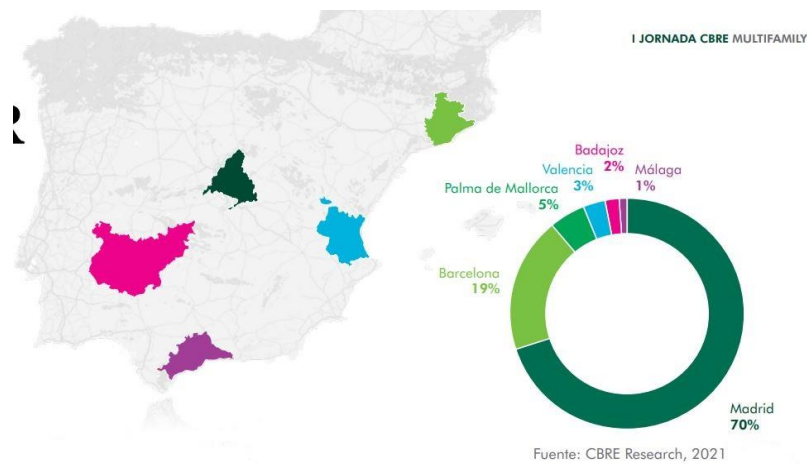 I JORNADA CBRE MULTIFAMILY
R
Badajoz
2%
Valencia
3%
Málaga
1%
Palma de Mallorca
5%
Barcelona
19%
Madrid
70%
Fuente: CBRE Research, 2021